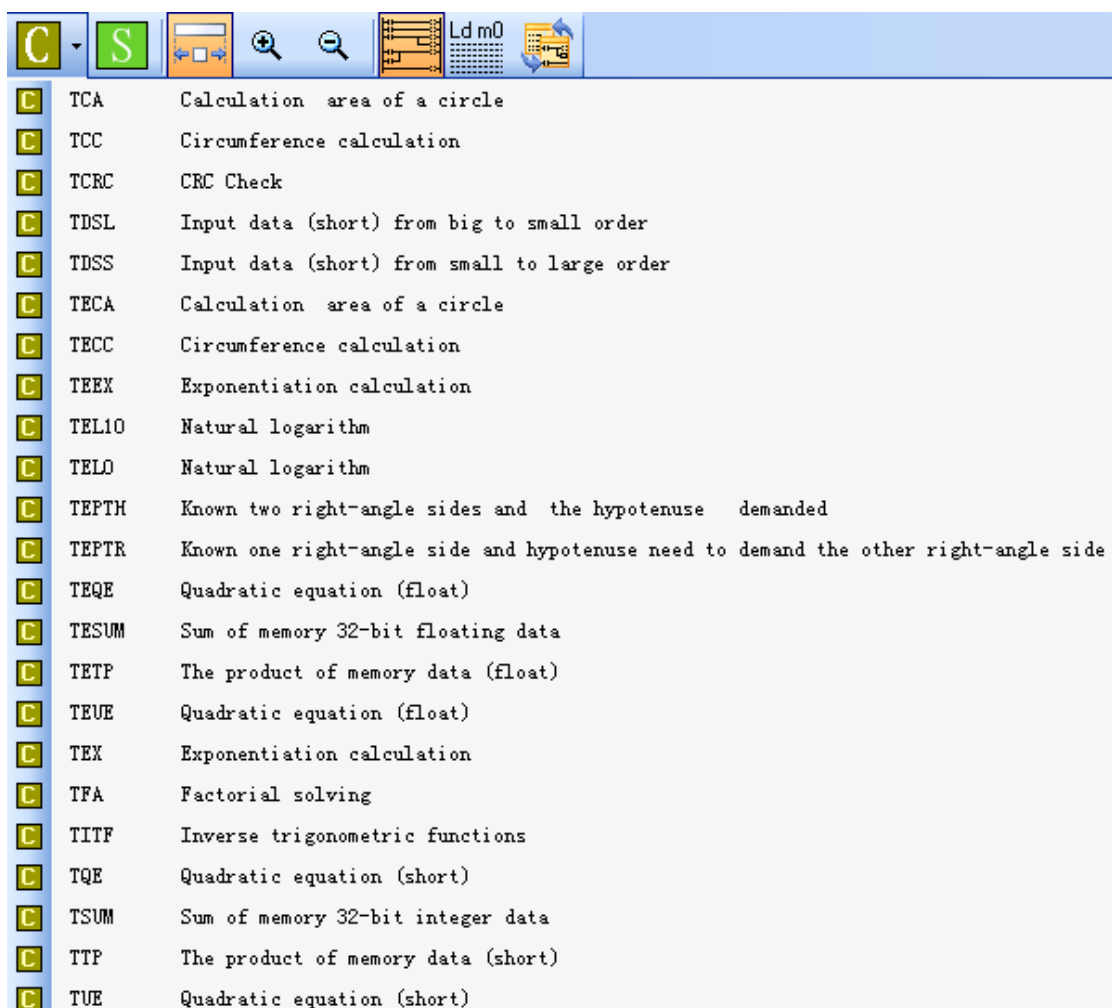 C S Ld m0
C TCA Calculation area of a circle
C TCC Circumference calculation
C TCRC CRC Check
C TDSL Input data (short) from big to small order
C TDSS Input data (short) from small to large order
C TECA Calculation area of a circle
C TECC Circumference calculation
C TEEX Exponentiation calculation
C TEL10 Natural logarithm
C TELO Natural logarithm
C TEPTH Known two right-angle sides and the hypotenuse demanded
C TEPTR Known one right-angle side and hypotenuse need to demand the other right-angle side
C TEQE Quadratic equation (float)
C TESUM Sum of memory 32-bit floating data
C TETP The product of memory data (float)
C TEUE Quadratic equation (float)
C TEX Exponentiation calculation
C TFA Factorial solving
C TITF Inverse trigonometric functions
C TQE Quadratic equation (short)
C TSUM Sum of memory 32-bit integer data
C TTP The product of memory data (short)
C TUE Quadratic equation (short)